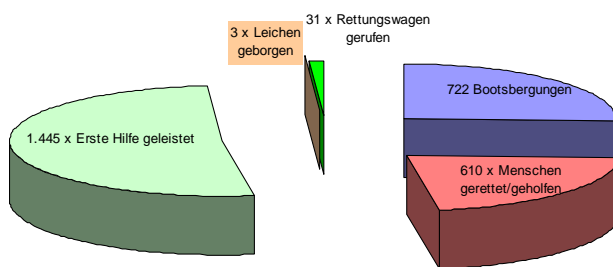 31 x Rettungswagen
gerufen
3 x Leichen
geborgen
722 Bootsbergungen
1.445 x Erste Hilfe geleistet
610 x Menschen
gerettet/geholfen